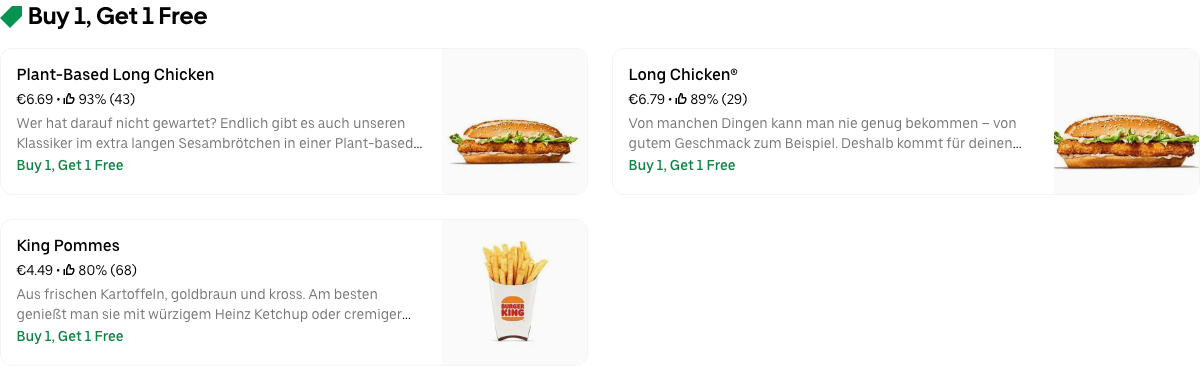 Buy 1, Get 1 Free
Plant-Based Long Chicken
€6.69 • 93% (43)
Wer hat darauf nicht gewartet? Endlich gibt es auch unseren
Klassiker im extra langen Sesambrötchen in einer Plant-based...
Buy 1, Get 1 Free
Long Chicken®
€6.79 • 89% (29)
Von manchen Dingen kann man nie genug bekommen – von
gutem Geschmack zum Beispiel. Deshalb kommt für deinen...
Buy 1, Get 1 Free
King Pommes
€4.49 • 80% (68)
Aus frischen Kartoffeln, goldbraun und kross. Am besten
genießt man sie mit würzigem Heinz Ketchup oder cremiger...
Buy 1, Get 1 Free
BURGER
KING